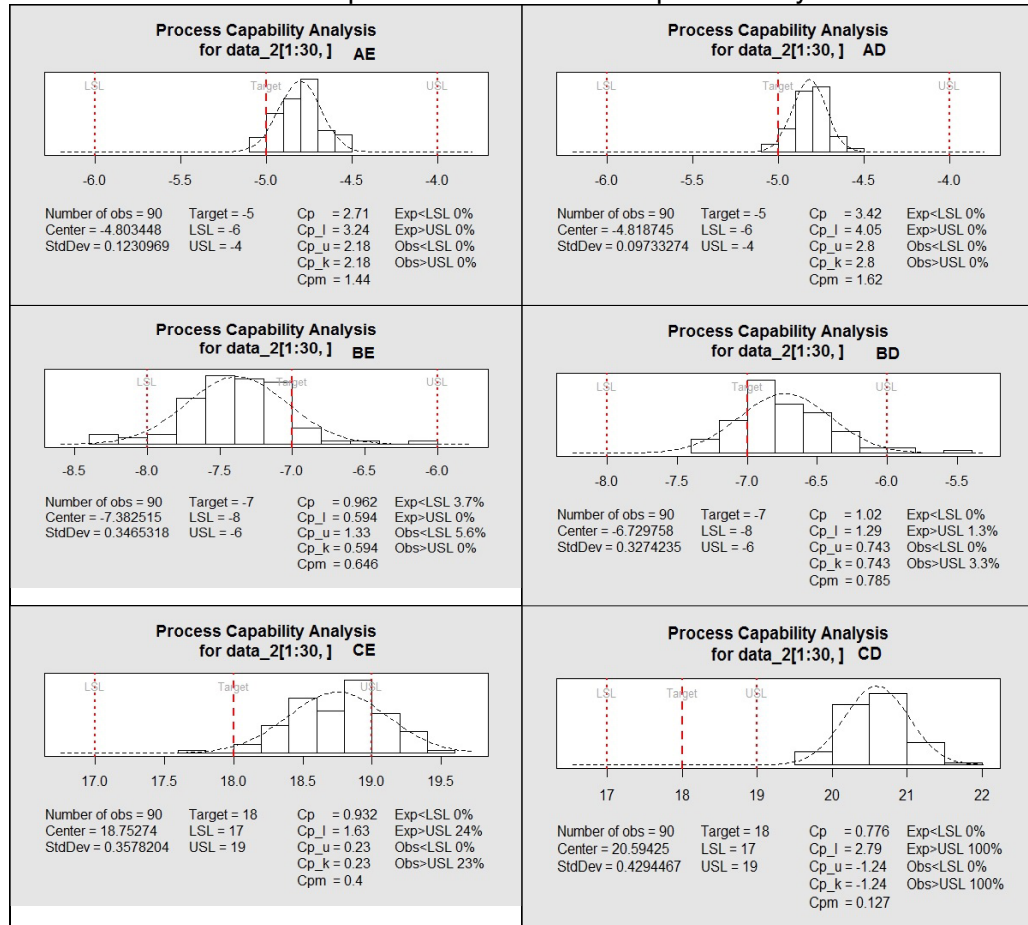 Process Capability Analysis
for data_2[1:30, ] AE
LSL Target USL
-6.0 -5.5 -5.0 -4.5 -4.0
Number of obs = 90 Target = -5 Cp = 2.71 Exp<LSL 0%
Center = -4.803448 LSL = -6 Cp_l = 3.24 Exp>USL 0%
StdDev = 0.1230969 USL = -4 Cp_u = 2.18 Obs<LSL 0%
Cp_k = 2.18 Obs>USL 0%
Cpm = 1.44
Process Capability Analysis
for data_2[1:30, ] AD
LSL Target USL
-6.0 -5.5 -5.0 -4.5 -4.0
Number of obs = 90 Target = -5 Cp = 3.42 Exp<LSL 0%
Center = -4.818745 LSL = -6 Cp_l = 4.05 Exp>USL 0%
StdDev = 0.09733274 USL = -4 Cp_u = 2.8 Obs<LSL 0%
Cp_k = 2.8 Obs>USL 0%
Cpm = 1.62
Process Capability Analysis
for data_2[1:30, ] BE
LSL Target USL
-8.5 -8.0 -7.5 -7.0 -6.5 -6.0
Number of obs = 90 Target = -7 Cp = 0.962 Exp<LSL 3.7%
Center = -7.382515 LSL = -8 Cp_l = 0.594 Exp>USL 0%
StdDev = 0.3465318 USL = -6 Cp_u = 1.33 Obs<LSL 5.6%
Cp_k = 0.594 Obs>USL 0%
Cpm = 0.646
Process Capability Analysis
for data_2[1:30, ] BD
LSL Target USL
-8.0 -7.5 -7.0 -6.5 -6.0 -5.5
Number of obs = 90 Target = -7 Cp = 1.02 Exp<LSL 0%
Center = -6.729758 LSL = -8 Cp_l = 1.29 Exp>USL 1.3%
StdDev = 0.3274235 USL = -6 Cp_u = 0.743 Obs<LSL 0%
Cp_k = 0.743 Obs>USL 3.3%
Cpm = 0.785
Process Capability Analysis
for data_2[1:30, ] CE
LSL Target USL
17.0 17.5 18.0 18.5 19.0 19.5
Number of obs = 90 Target = 18 Cp = 0.932 Exp<LSL 0%
Center = 18.75274 LSL = 17 Cp_l = 1.63 Exp>USL 24%
StdDev = 0.3578204 USL = 19 Cp_u = 0.23 Obs<LSL 0%
Cp_k = 0.23 Obs>USL 23%
Cpm = 0.4
Process Capability Analysis
for data_2[1:30, ] CD
LSL Target USL
17 18 19 20 21 22
Number of obs = 90 Target = 18 Cp = 0.776 Exp<LSL 0%
Center = 20.59425 LSL = 17 Cp_l = 2.79 Exp>USL 100%
StdDev = 0.4294467 USL = 19 Cp_u = -1.24 Obs<LSL 0%
Cp_k = -1.24 Obs>USL 100%
Cpm = 0.127